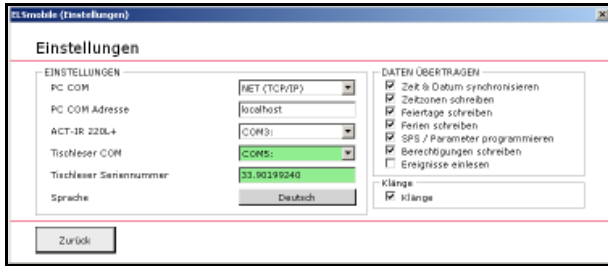 ELSmobile (Einstellungen)
Einstellungen
EINSTELLUNGEN
PC COM
NET (TCP/IP)
PC COM Adresse
localhost
ACT-IR 220L+
COM3:
Tischleser COM
COM5:
Tischleser Seriennummer
33.90199240
Sprache
Deutsch
DATEN ÜBERTRAGEN
Zeit & Datum synchronisieren
Zeitzonen schreiben
Feiertage schreiben
Ferien schreiben
SPS / Parameter programmieren
Berechtigungen schreiben
Ereignisse einlesen
Klänge
Klänge
Zurück